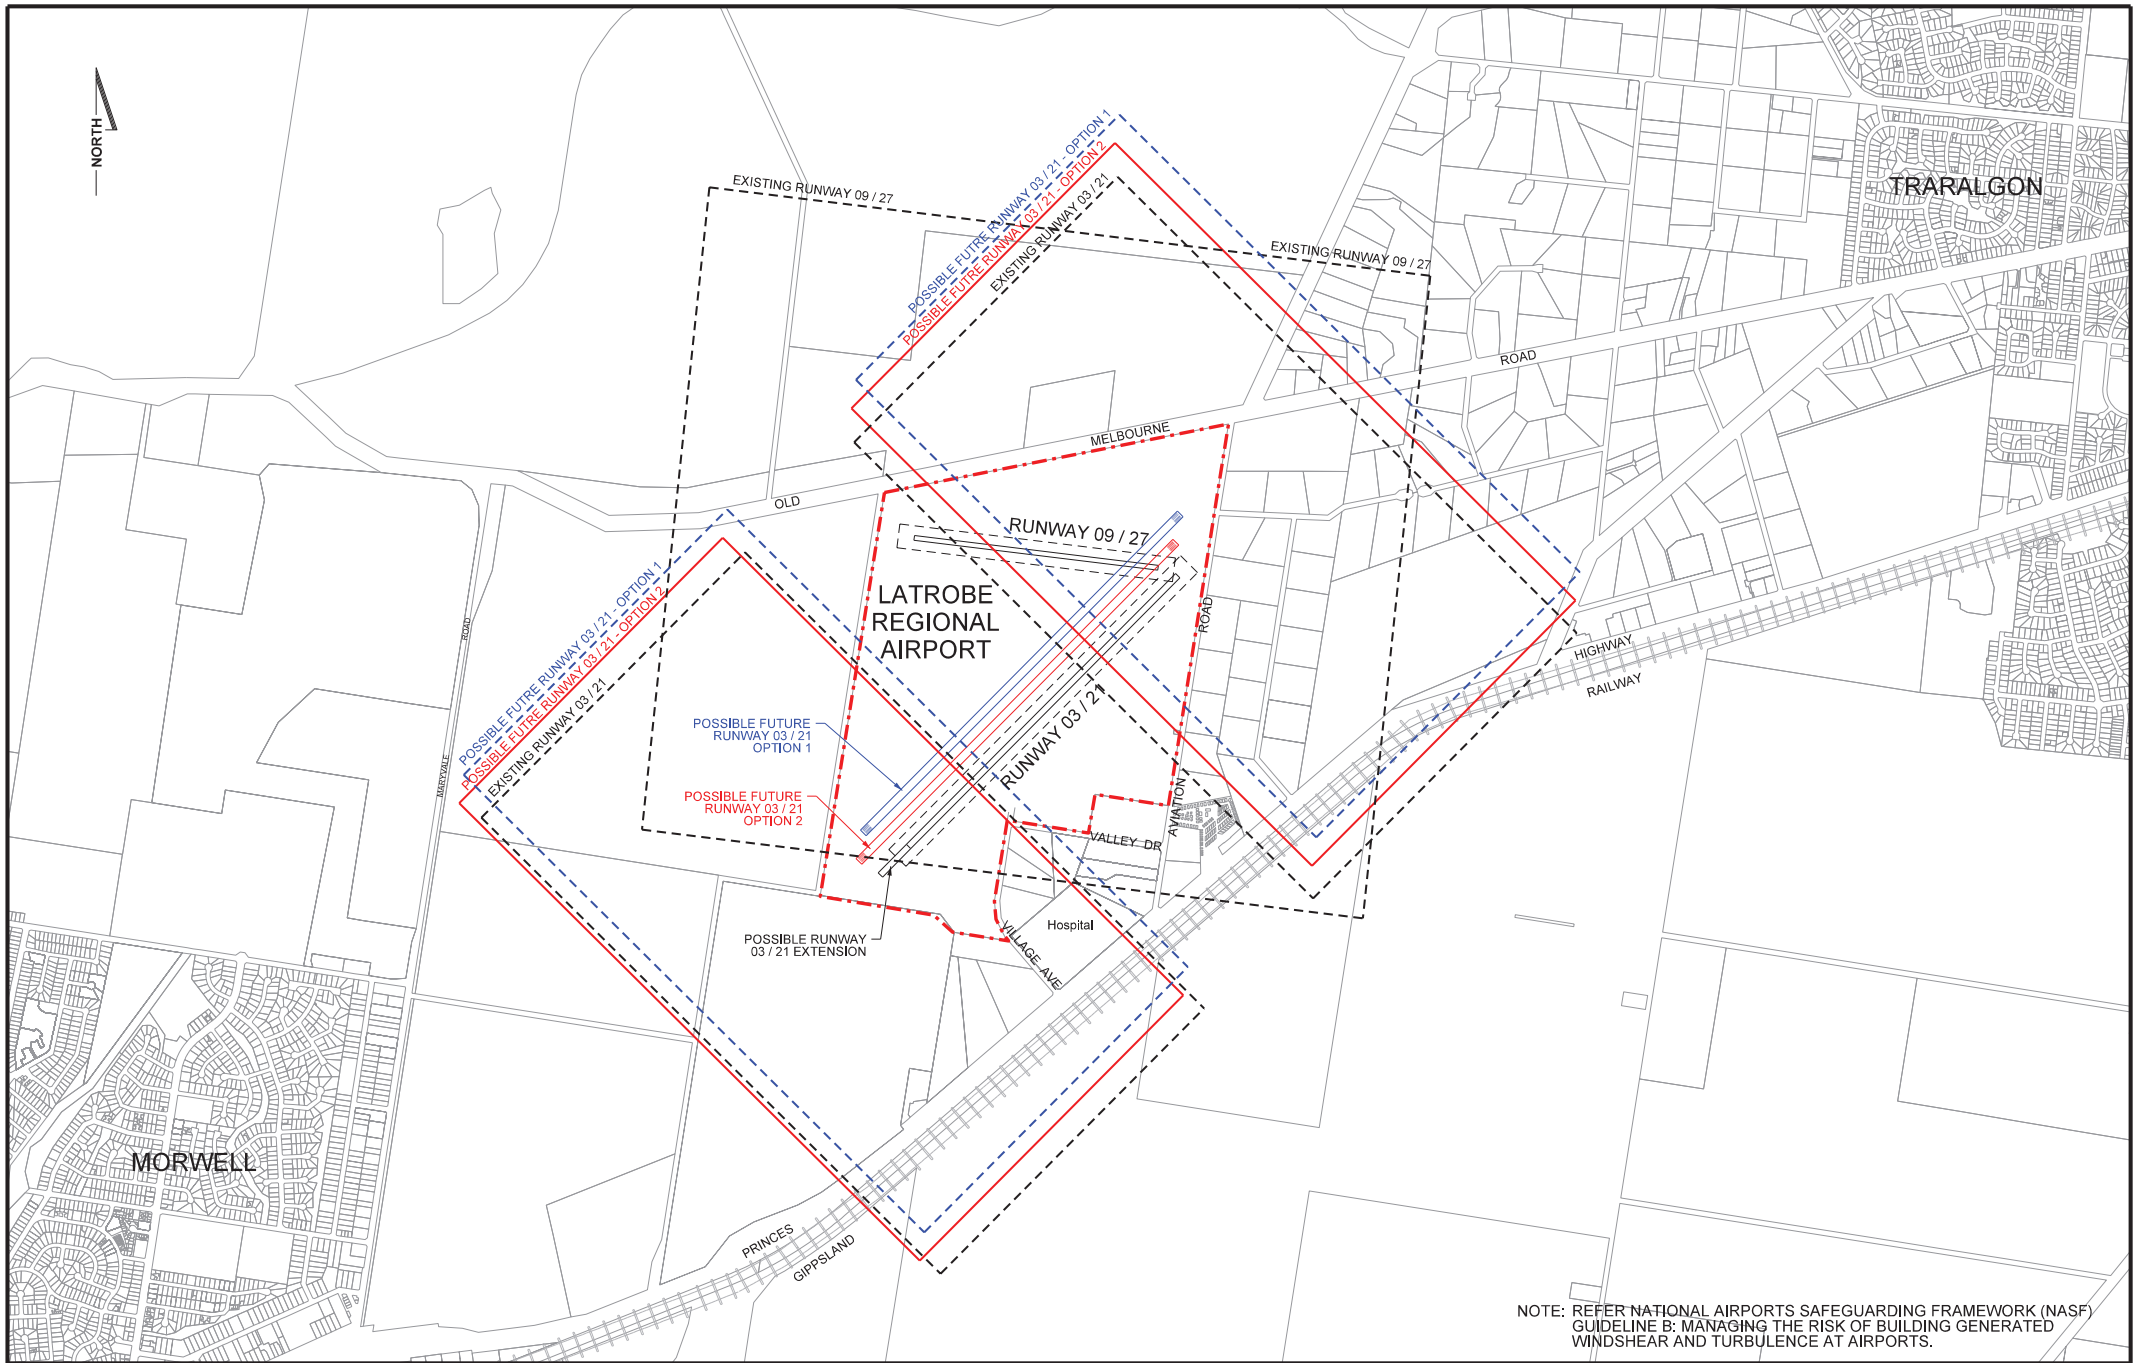 NORTH
TRARALGON
POSSIBLE FUTRE RUNWAY 03 / 21 - OPTION 1
POSSIBLE FUTRE RUNWAY 03 / 21 - OPTION 2
EXISTING RUNWAY 03 / 21
EXISTING RUNWAY 09 / 27
EXISTING RUNWAY 09 / 27
ROAD
MELBOURNE
OLD
RUNWAY 09 / 27
LATROBE
REGIONAL
AIRPORT
ROAD
ROAD
POSSIBLE FUTRE RUNWAY 03 / 21 - OPTION 1
POSSIBLE FUTRE RUNWAY 03 / 21 - OPTION 2
EXISTING RUNWAY 03 / 21
HIGHWAY
RAILWAY
RUNWAY 03 / 21
POSSIBLE FUTURE
RUNWAY 03 / 21
OPTION 1
POSSIBLE FUTURE
RUNWAY 03 / 21
OPTION 2
MARYVALE
AVIATION
VALLEY DR
Hospital
VILLAGE AVE
POSSIBLE RUNWAY
03 / 21 EXTENSION
MORWELL
PRINCES
GIPPSLAND
NOTE: REFER NATIONAL AIRPORTS SAFEGUARDING FRAMEWORK (NASF)
GUIDELINE B: MANAGING THE RISK OF BUILDING GENERATED
WINDSHEAR AND TURBULENCE AT AIRPORTS.